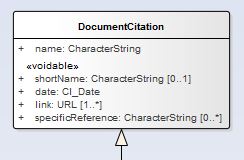 DocumentCitation
+ name: CharacterString
«voidable»
+ shortName: CharacterString [0..1]
+ date: CI_Date
+ link: URL [1..*]
+ specificReference: CharacterString [0..*]